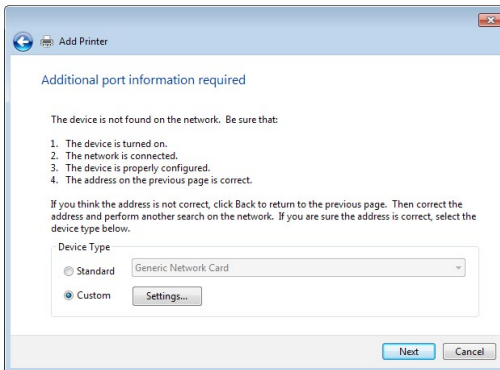 Add Printer
Additional port information required
The device is not found on the network. Be sure that:
1. The device is turned on.
2. The network is connected.
3. The device is properly configured.
4. The address on the previous page is correct.
If you think the address is not correct, click Back to return to the previous page. Then correct the
address and perform another search on the network. If you are sure the address is correct, select the
device type below.
Device Type
Standard
Generic Network Card
Custom
Settings...
Next
Cancel